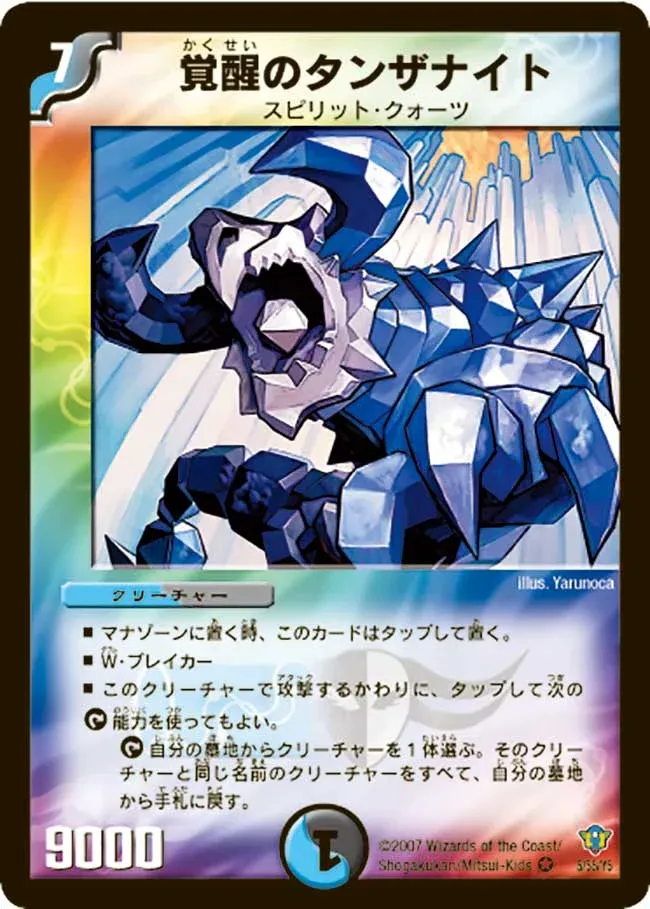 7
かくせい
覚醒のタンザナイト
スピリット・クォーツ
illus. Yarunoca
クリーチャー
■ マナゾーンに置く時、このカードはタップして置く。
■ W・ブレイカー
■ このクリーチャーで攻撃するかわりに、タップして次の
能力を使ってもよい。
自分の墓地からクリーチャーを1体選ぶ。そのクリー
チャーと同じ名前のクリーチャーをすべて、自分の墓地
から手札に戻す。
9000
©2007 Wizards of the Coast/
Shogakukan/Mitsui-Kids
5/55/Y5